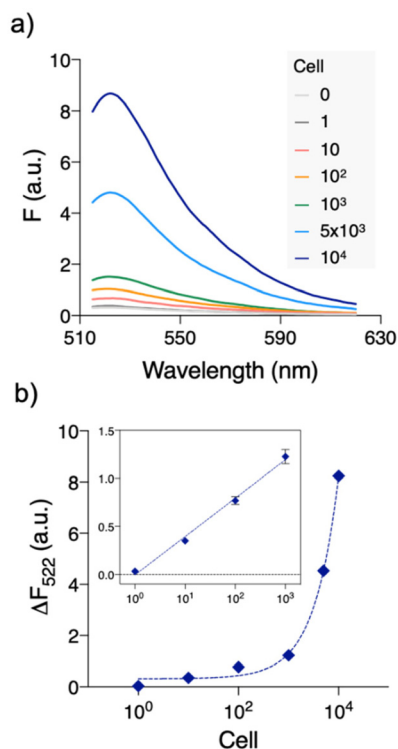 a)
10
8
6
4
2
0
F (a.u.)
510 550 590 630
Wavelength (nm)
Cell
0
1
10
10²
10³
5x10³
10⁴
b)
10
8
6
4
2
0
ΔF₅₂₂ (a.u.)
1.5
1.0
0.5
0.0
10⁰ 10¹ 10² 10³
10⁰ 10² 10⁴
Cell